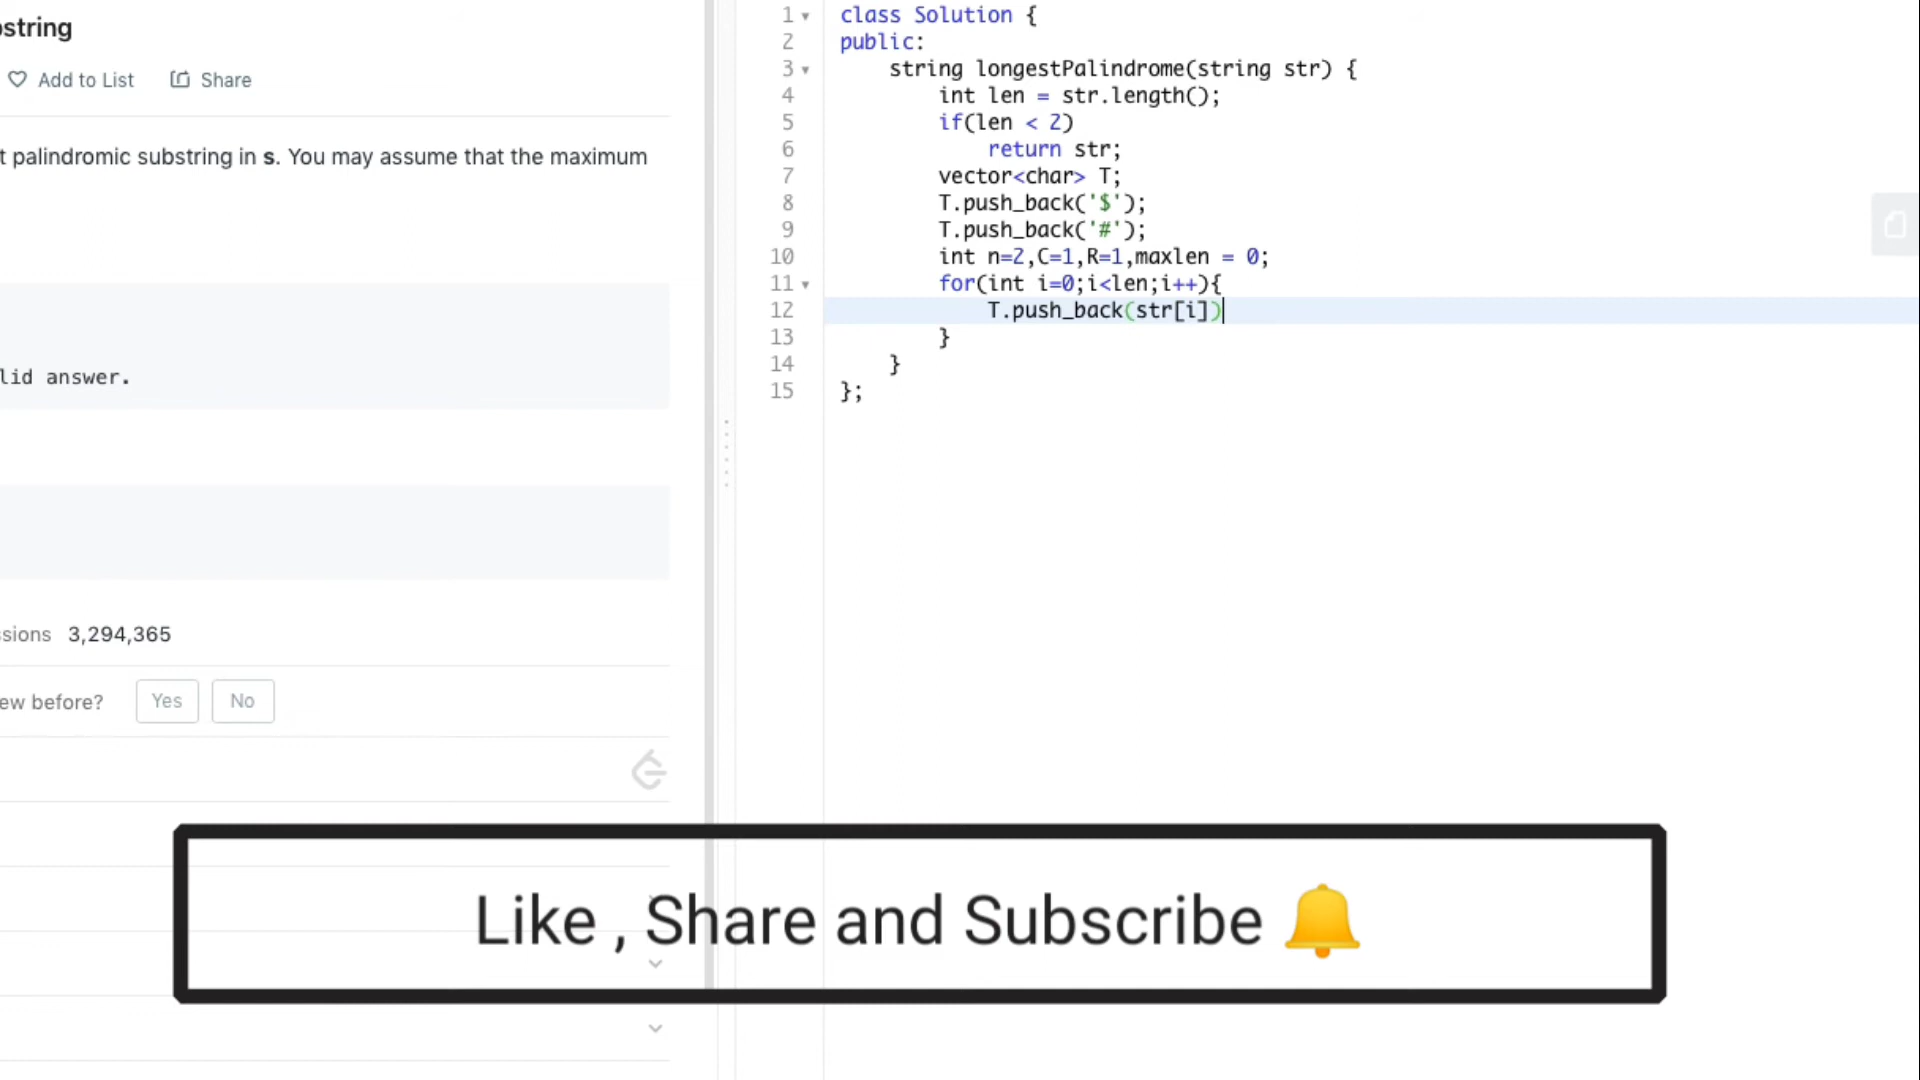 bstring
Add to List Share
t palindromic substring in s. You may assume that the maximum
lid answer.
ssions 3,294,365
ew before? Yes No
1 class Solution {
2 public:
3 string longestPalindrome(string str) {
4 int len = str.length();
5 if(len < 2)
6 return str;
7 vector<char> T;
8 T.push_back('$');
9 T.push_back('#');
10 int n=2,C=1,R=1,maxlen = 0;
11 for(int i=0;i<len;i++){
12 T.push_back(str[i])
13 }
14 }
15 };
Like , Share and Subscribe 🔔